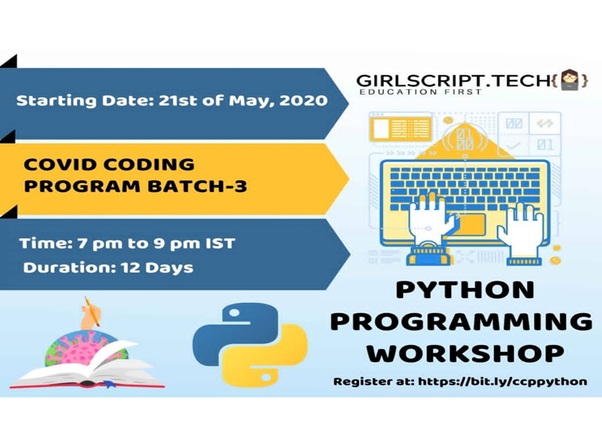 Starting Date: 21st of May, 2020
COVID CODING
PROGRAM BATCH-3
Time: 7 pm to 9 pm IST
Duration: 12 Days
GIRLSCRIPT.TECH
EDUCATION FIRST
PYTHON
PROGRAMMING
WORKSHOP
Register at: https://bit.ly/ccppython